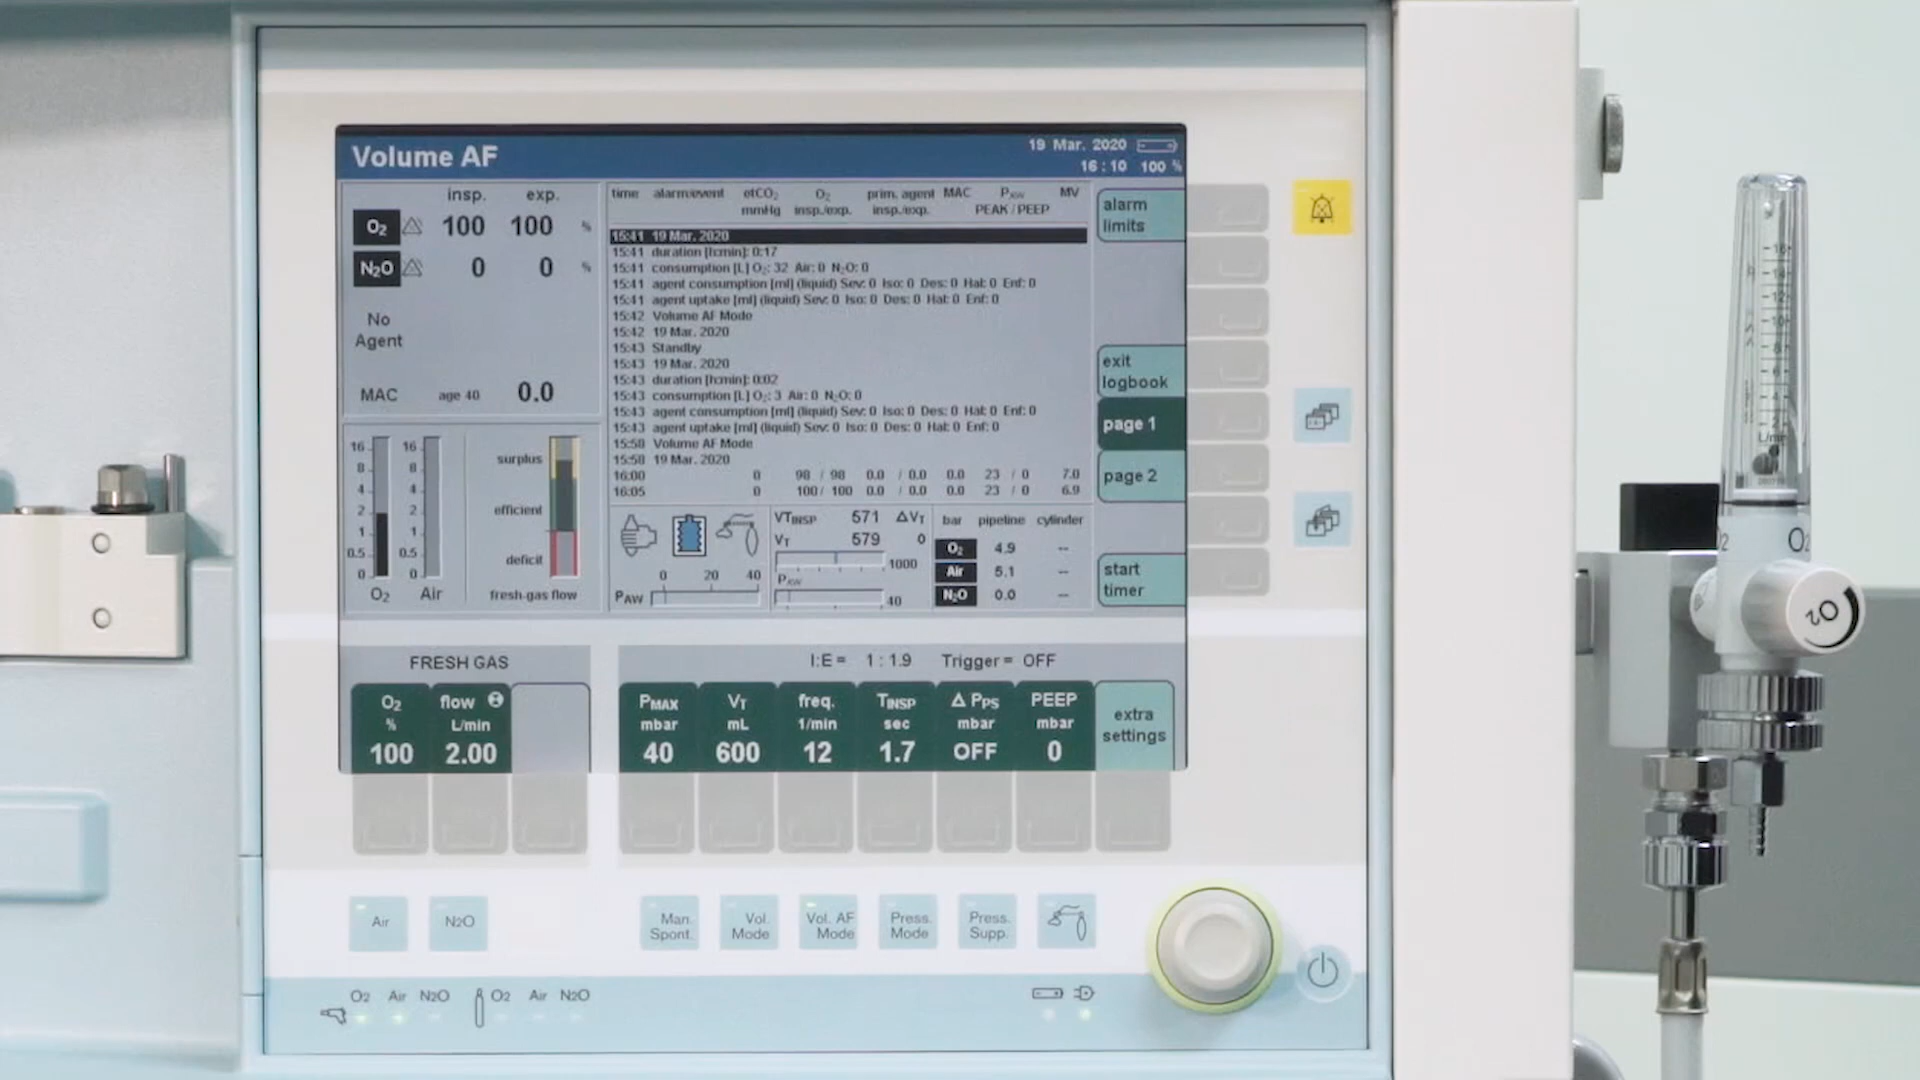 Volume AF
19 Mar. 2020
16:10 100 %
insp. exp.
O2 100 100 %
N2O 0 0 %
No
Agent
MAC age 40 0.0
time alarm/event etCO2 O2 prim. agent MAC PAW MV
mmHg insp./exp. insp./exp. PEAK / PEEP
15:41 19 Mar. 2020
15:41 duration [h:min]: 0:17
15:41 consumption [L] O2: 32 Air: 0 N2O: 0
15:41 agent consumption [ml] (liquid) Sev: 0 Iso: 0 Des: 0 Hal: 0 Enf: 0
15:41 agent uptake [ml] (liquid) Sev: 0 Iso: 0 Des: 0 Hal: 0 Enf: 0
15:42 Volume AF Mode
15:42 19 Mar. 2020
15:43 Standby
15:43 19 Mar. 2020
15:43 duration [h:min]: 0:02
15:43 consumption [L] O2: 3 Air: 0 N2O: 0
15:43 agent consumption [ml] (liquid) Sev: 0 Iso: 0 Des: 0 Hal: 0 Enf: 0
15:43 agent uptake [ml] (liquid) Sev: 0 Iso: 0 Des: 0 Hal: 0 Enf: 0
15:50 Volume AF Mode
15:50 19 Mar. 2020
16:00 0 98 / 98 0.0 / 0.0 0.0 23 / 0 7.0
16:05 0 100 / 100 0.0 / 0.0 0.0 23 / 0 6.9
alarm
limits
exit
logbook
page 1
page 2
start
timer
16 16
8 8
4 4
2 2
1 1
0.5 0.5
0 0
O2 Air
surplus
efficient
deficit
fresh-gas flow
0 20 40
PAW
VTINSP 571 ΔVT
VT 579 0
1000
PAW
40
bar pipeline cylinder
O2 4.9 --
Air 5.1 --
N2O 0.0 --
FRESH GAS
O2 flow
% L/min
100 2.00
I:E = 1 : 1.9 Trigger = OFF
PMAX VT freq. TINSP Δ PPS PEEP
mbar mL 1/min sec mbar mbar
40 600 12 1.7 OFF 0
extra
settings
Air
N2O
Man.
Spont.
Vol.
Mode
Vol. AF
Mode
Press.
Mode
Press.
Supp.
O2 Air N2O O2 Air N2O
16
14
12
10
8
6
4
2
L/min
O2
O2